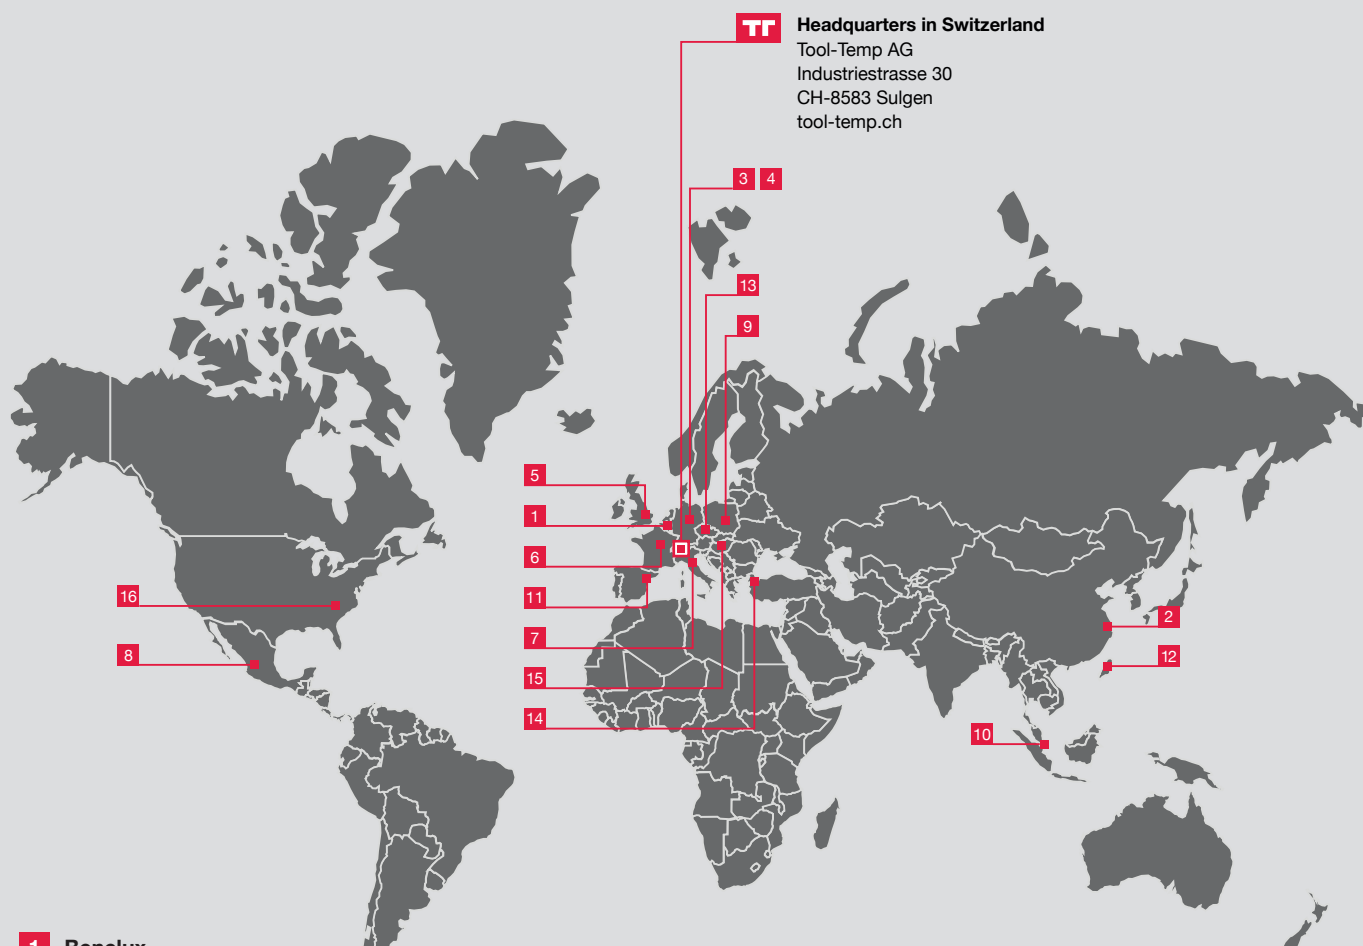 TT Headquarters in Switzerland
Tool-Temp AG
Industriestrasse 30
CH-8583 Sulgen
tool-temp.ch
3 4
13
9
5
1
6
16
11
2
7
8
12
15
14
10
1 Benelux